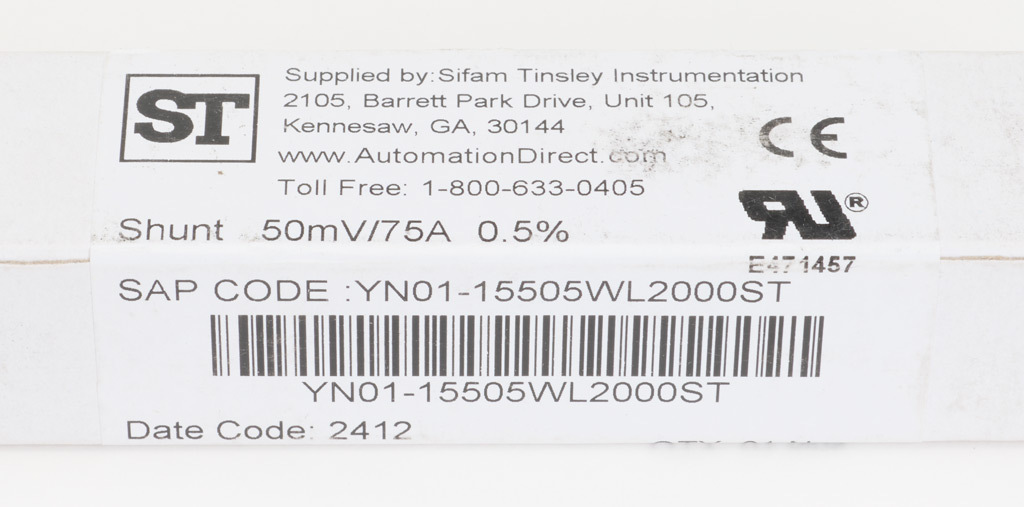 ST
Supplied by:Sifam Tinsley Instrumentation
2105, Barrett Park Drive, Unit 105,
Kennesaw, GA, 30144
www.AutomationDirect.com
Toll Free: 1-800-633-0405
CE
RU®
Shunt 50mV/75A 0.5%
E471457
SAP CODE :YN01-15505WL2000ST
YN01-15505WL2000ST
Date Code: 2412